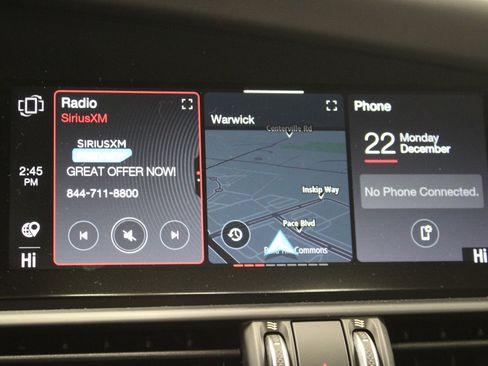 Radio
SiriusXM
SIRIUSXM
GREAT OFFER NOW!
844-711-8800
2:45
PM
Hi
Warwick
Centerville Rd
Inskip Way
Pace Blvd
Commons
Phone
22 Monday
December
No Phone Connected.
Hi